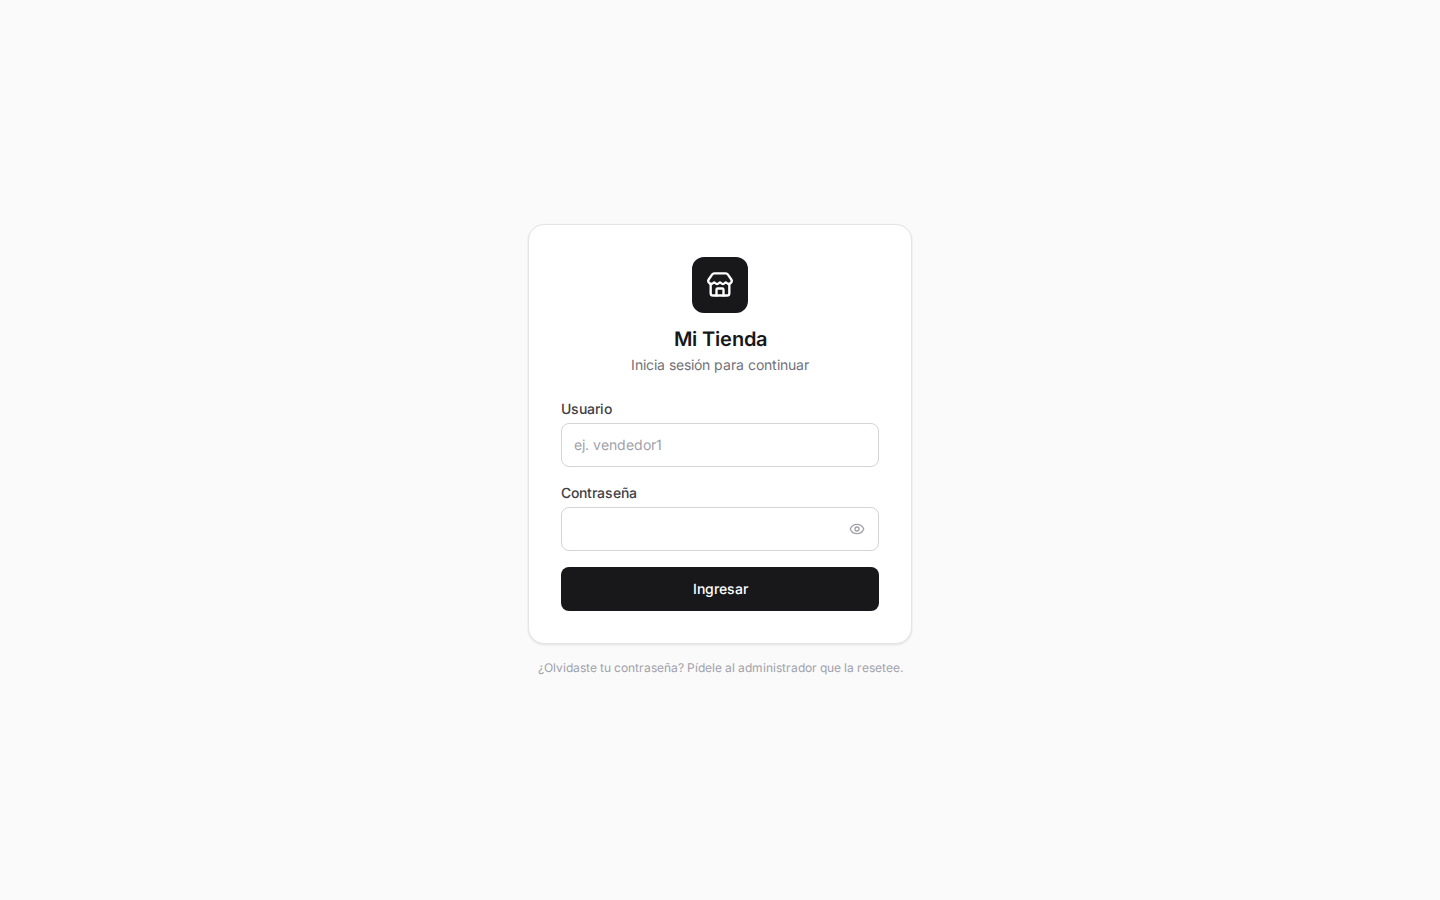 Mi Tienda
Inicia sesión para continuar
Usuario
ej. vendedor1
Contraseña
Ingresar
¿Olvidaste tu contraseña? Pídele al administrador que la resetee.